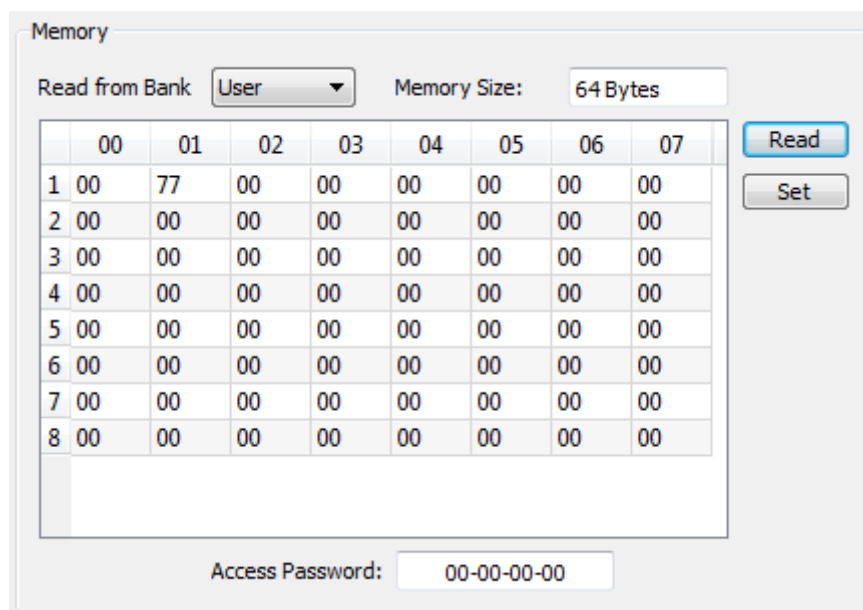 Memory
Read from Bank User Memory Size: 64 Bytes
00 01 02 03 04 05 06 07 Read
1 00 77 00 00 00 00 00 00 Set
2 00 00 00 00 00 00 00 00
3 00 00 00 00 00 00 00 00
4 00 00 00 00 00 00 00 00
5 00 00 00 00 00 00 00 00
6 00 00 00 00 00 00 00 00
7 00 00 00 00 00 00 00 00
8 00 00 00 00 00 00 00 00
Access Password: 00-00-00-00